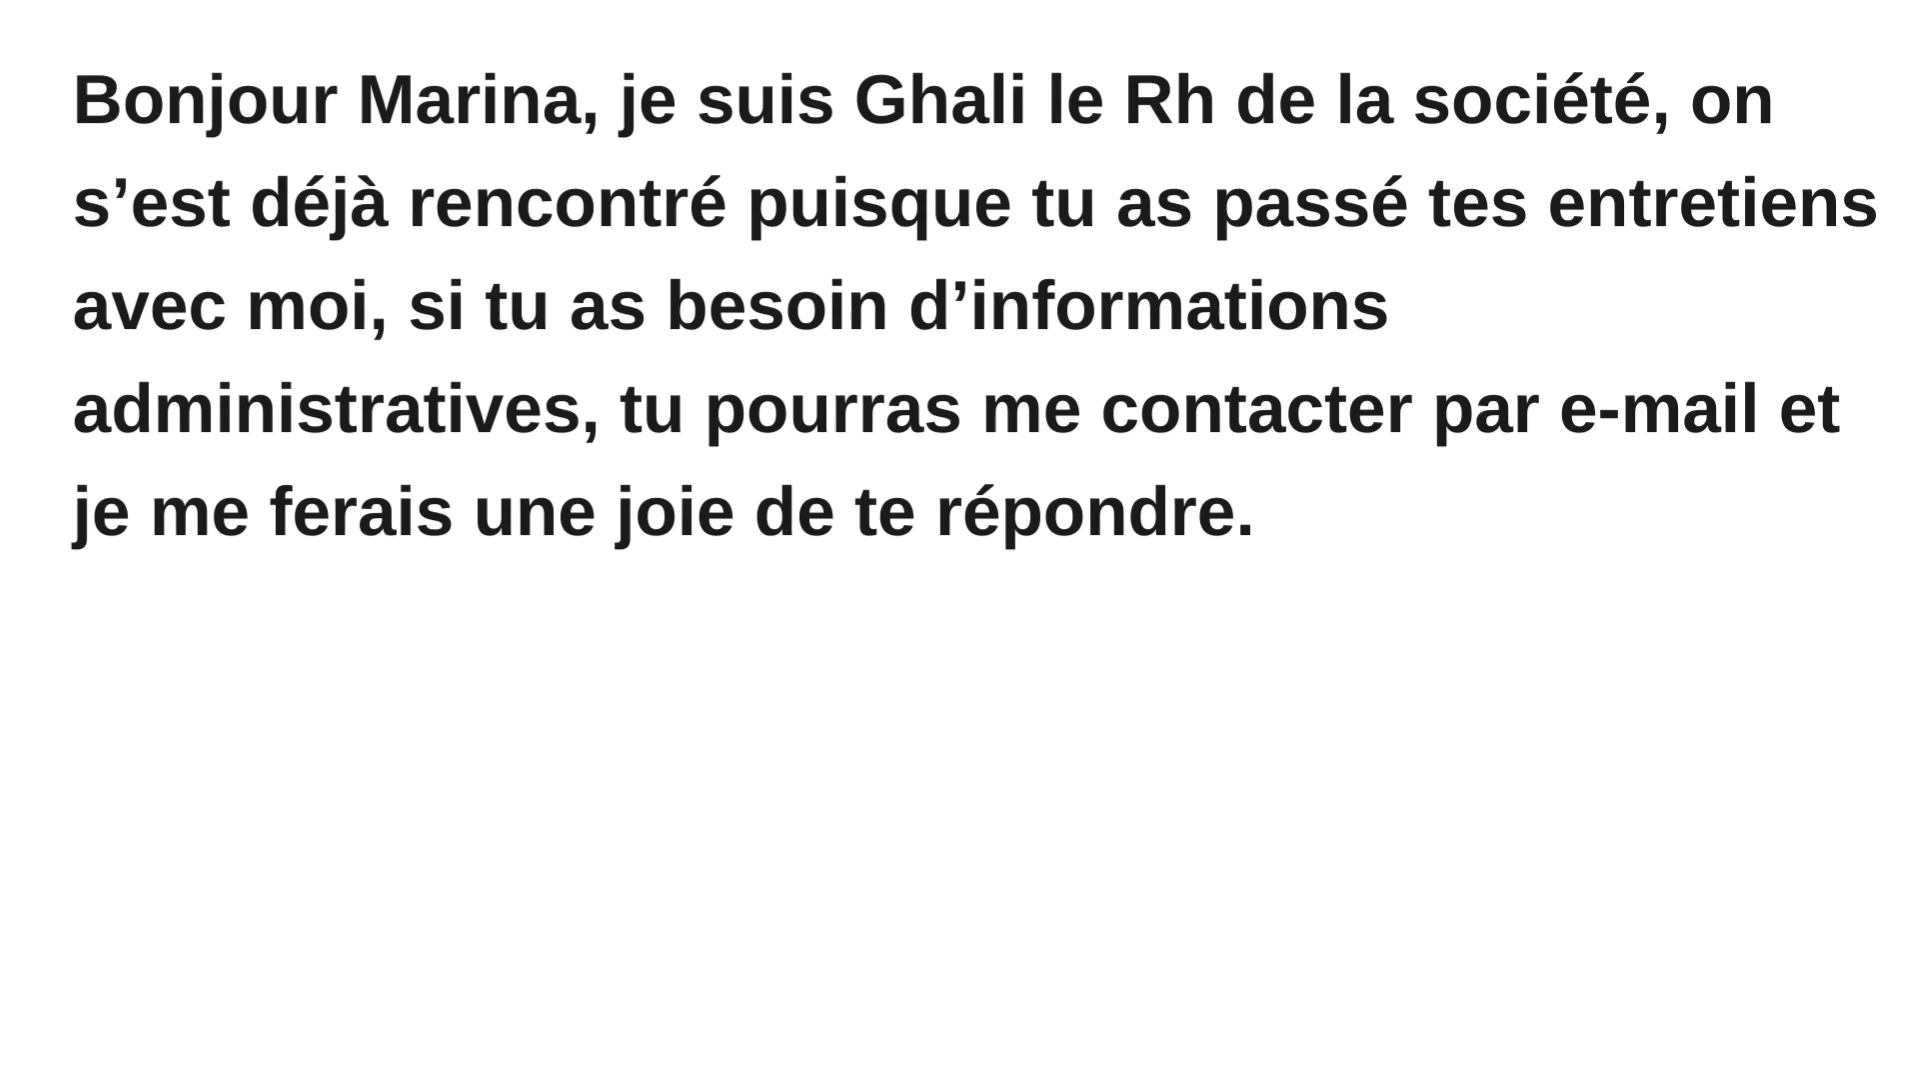 Bonjour Marina, je suis Ghali le Rh de la société, on
s’est déjà rencontré puisque tu as passé tes entretiens
avec moi, si tu as besoin d’informations
administratives, tu pourras me contacter par e-mail et
je me ferais une joie de te répondre.